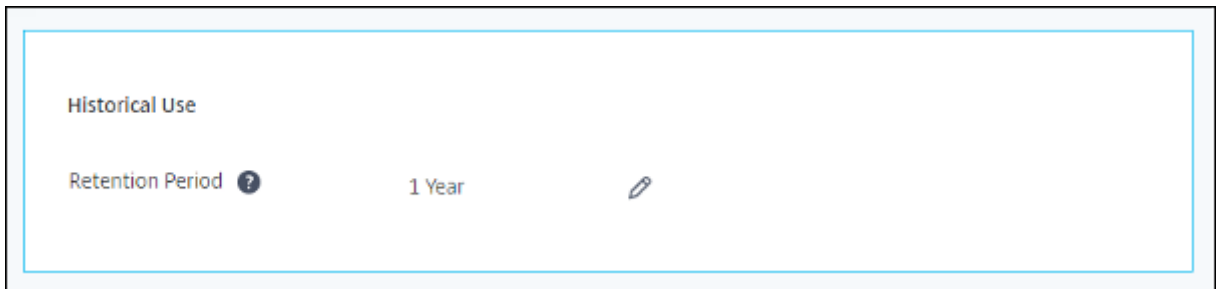 Historical Use
Retention Period ?
1 Year